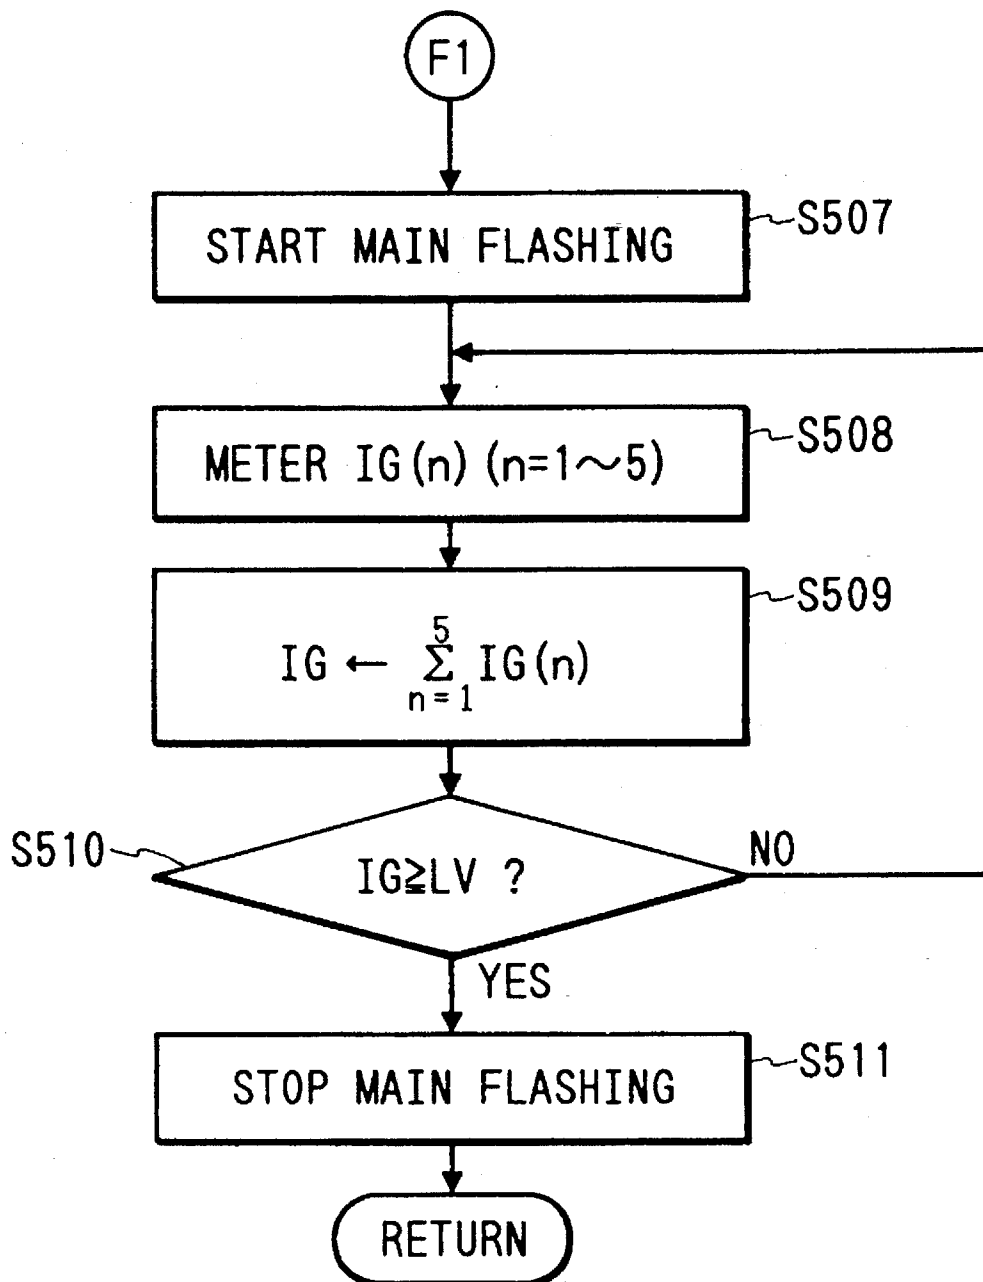 F1
START MAIN FLASHING
S507
METER IG(n) (n=1～5)
S508
S509
5
IG ← Σ IG(n)
n=1
S510
IG≧LV ?
NO
YES
STOP MAIN FLASHING
S511
RETURN